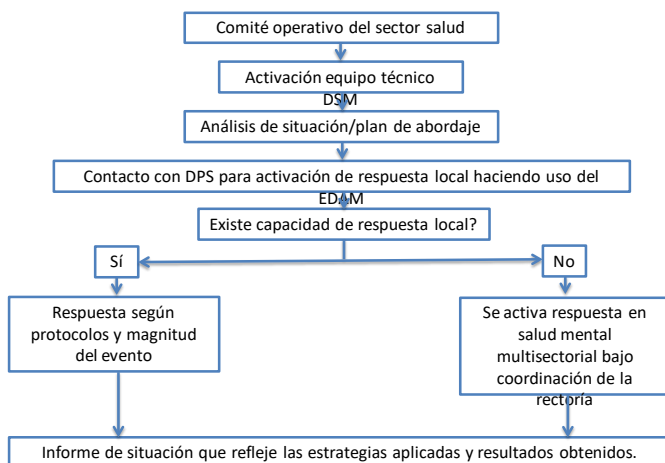 Comité operativo del sector salud
Activación equipo técnico
DSM
Análisis de situación/plan de abordaje
Contacto con DPS para activación de respuesta local haciendo uso del
EDAM
Existe capacidad de respuesta local?
Sí
No
Respuesta según
protocolos y magnitud
del evento
Se activa respuesta en
salud mental
multisectorial bajo
coordinación de la
rectoría
Informe de situación que refleje las estrategias aplicadas y resultados obtenidos.